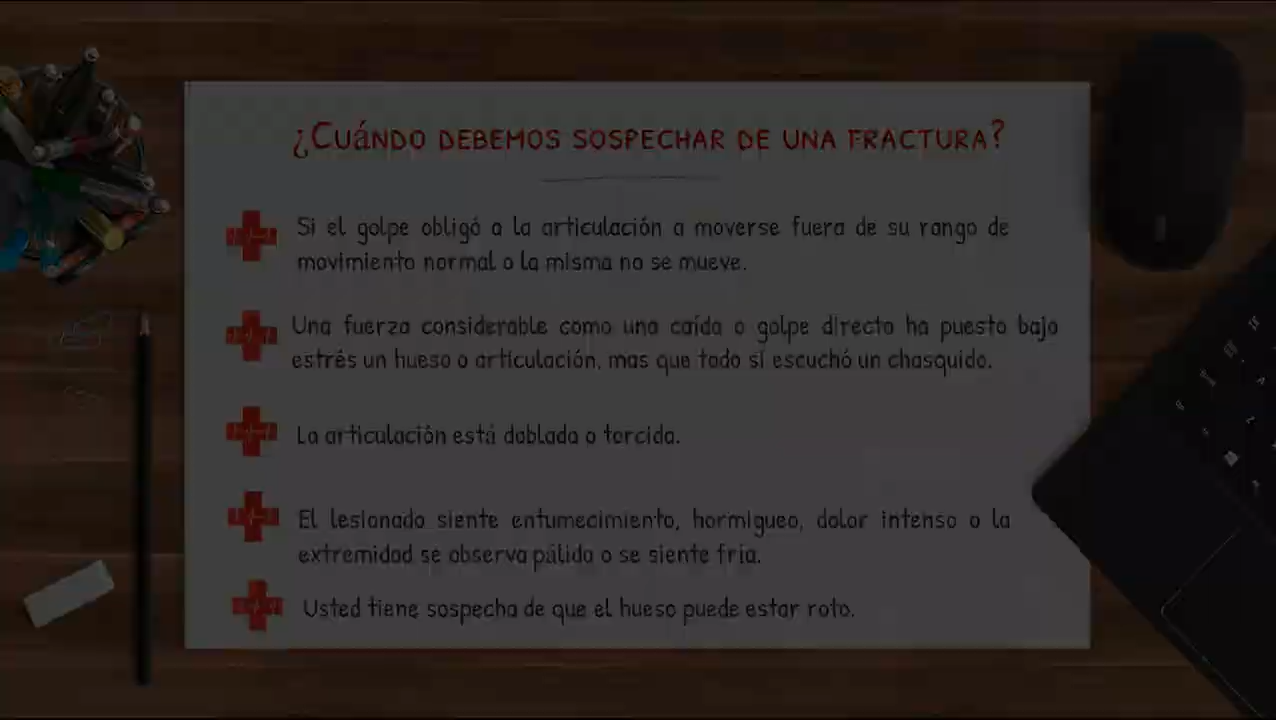 ¿Cuándo debemos sospechar de una fractura?
Si el golpe obligó a la articulación a moverse fuera de su rango de
movimiento normal o la misma no se mueve.
Una fuerza considerable como una caída o golpe directo ha puesto bajo
estrés un hueso o articulación, mas que todo si escuchó un chasquido.
La articulación está doblada o torcida.
El lesionado siente entumecimiento, hormigueo, dolor intenso o la
extremidad se observa pálida o se siente fría.
Usted tiene sospecha de que el hueso puede estar roto.